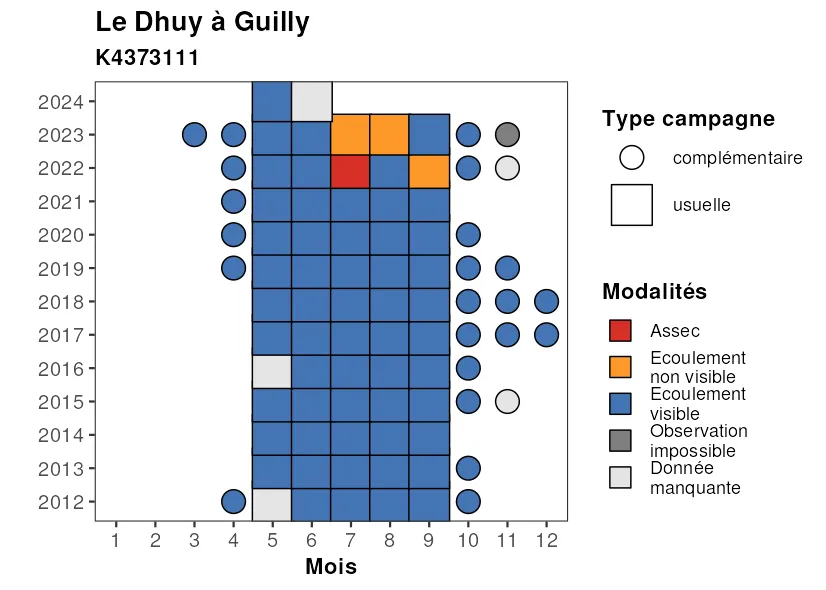 Le Dhuy à Guilly
K4373111
2024
2023
2022
2021
2020
2019
2018
2017
2016
2015
2014
2013
2012
1 2 3 4 5 6 7 8 9 10 11 12
Mois
Type campagne
complémentaire
usuelle
Modalités
Assec
Ecoulement
non visible
Ecoulement
visible
Observation
impossible
Donnée
manquante